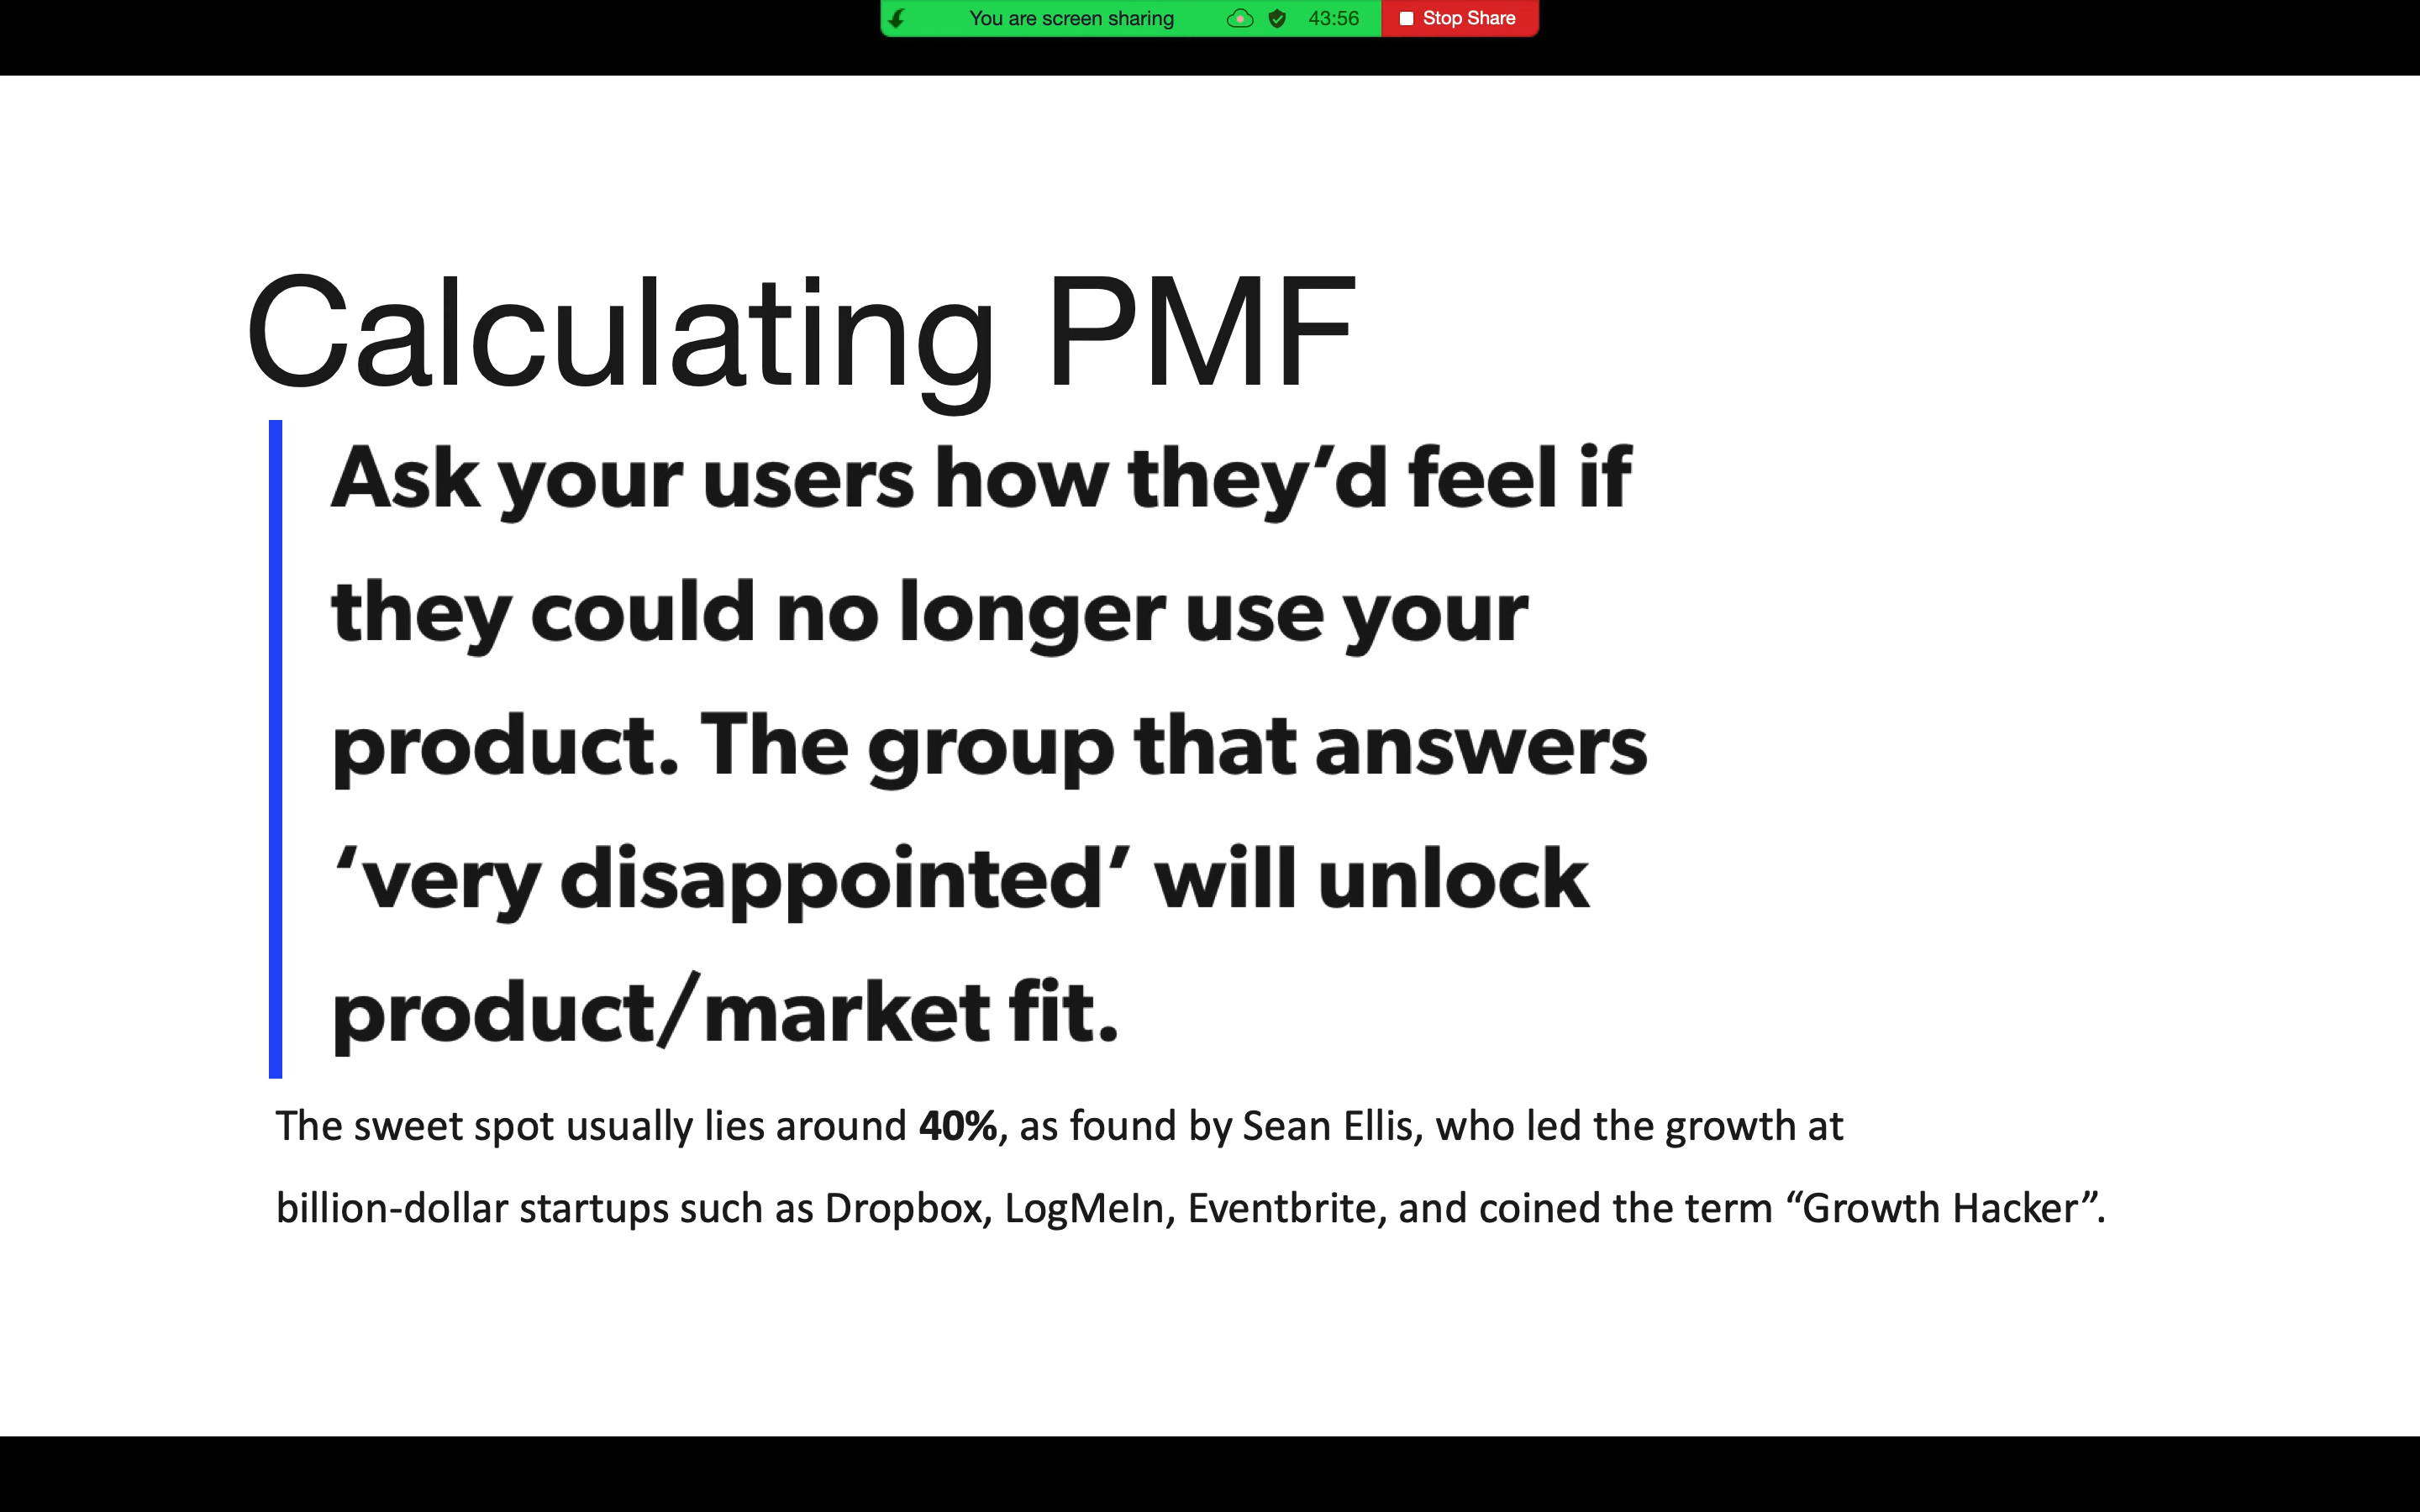 You are screen sharing 43:56 Stop Share
Calculating PMF
Ask your users how they’d feel if
they could no longer use your
product. The group that answers
‘very disappointed’ will unlock
product/market fit.
The sweet spot usually lies around 40%, as found by Sean Ellis, who led the growth at
billion-dollar startups such as Dropbox, LogMeIn, Eventbrite, and coined the term “Growth Hacker”.